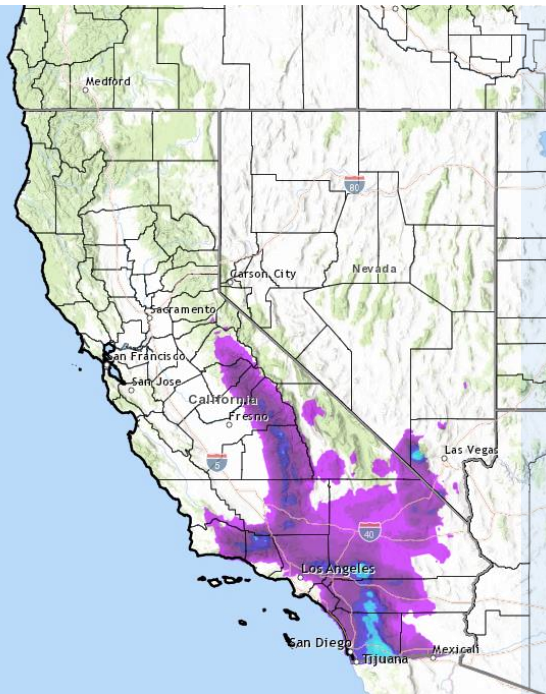 Medford
80
Carson City
Nevada
Sacramento
San Francisco
San Jose
California
Fresno
Las Vegas
5
40
Los Angeles
San Diego
Mexicali
Tijuana